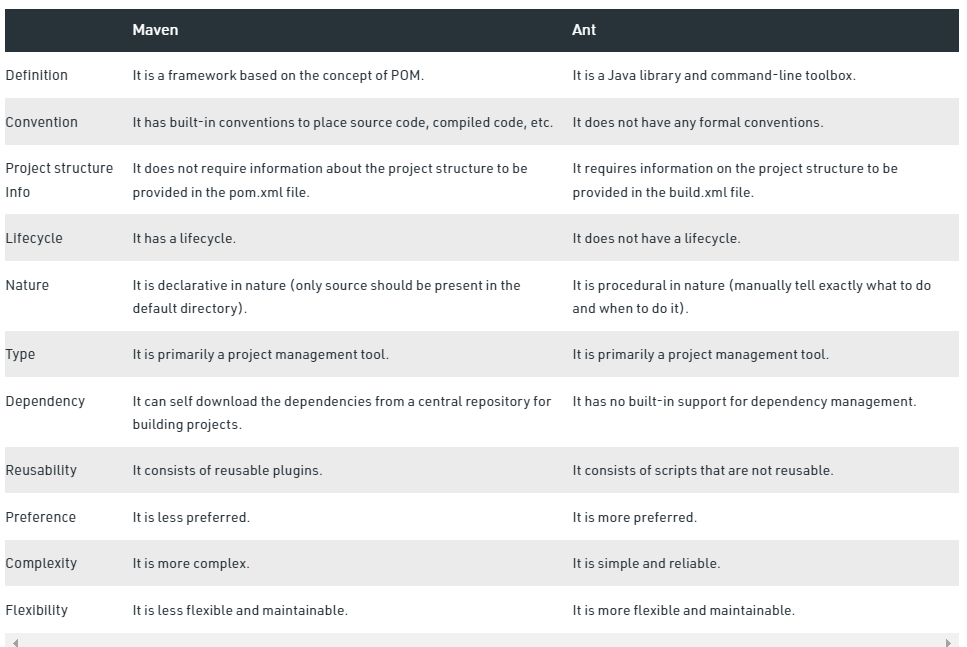 Maven Ant
Definition It is a framework based on the concept of POM. It is a Java library and command-line toolbox.
Convention It has built-in conventions to place source code, compiled code, etc. It does not have any formal conventions.
Project structure It does not require information about the project structure to be It requires information on the project structure to be
Info provided in the pom.xml file. provided in the build.xml file.
Lifecycle It has a lifecycle. It does not have a lifecycle.
Nature It is declarative in nature (only source should be present in the It is procedural in nature (manually tell exactly what to do
default directory). and when to do it).
Type It is primarily a project management tool. It is primarily a project management tool.
Dependency It can self download the dependencies from a central repository for It has no built-in support for dependency management.
building projects.
Reusability It consists of reusable plugins. It consists of scripts that are not reusable.
Preference It is less preferred. It is more preferred.
Complexity It is more complex. It is simple and reliable.
Flexibility It is less flexible and maintainable. It is more flexible and maintainable.